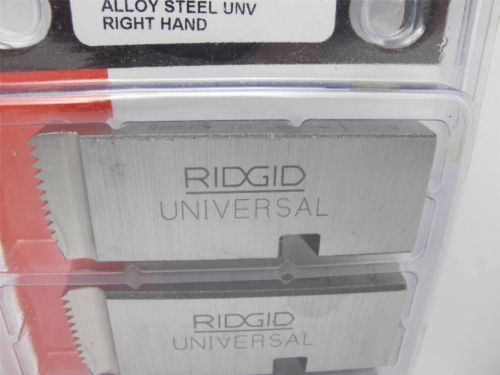 ALLOY STEEL UNV
RIGHT HAND
RIDGID
UNIVERSAL
RIDGID
UNIVERSAL